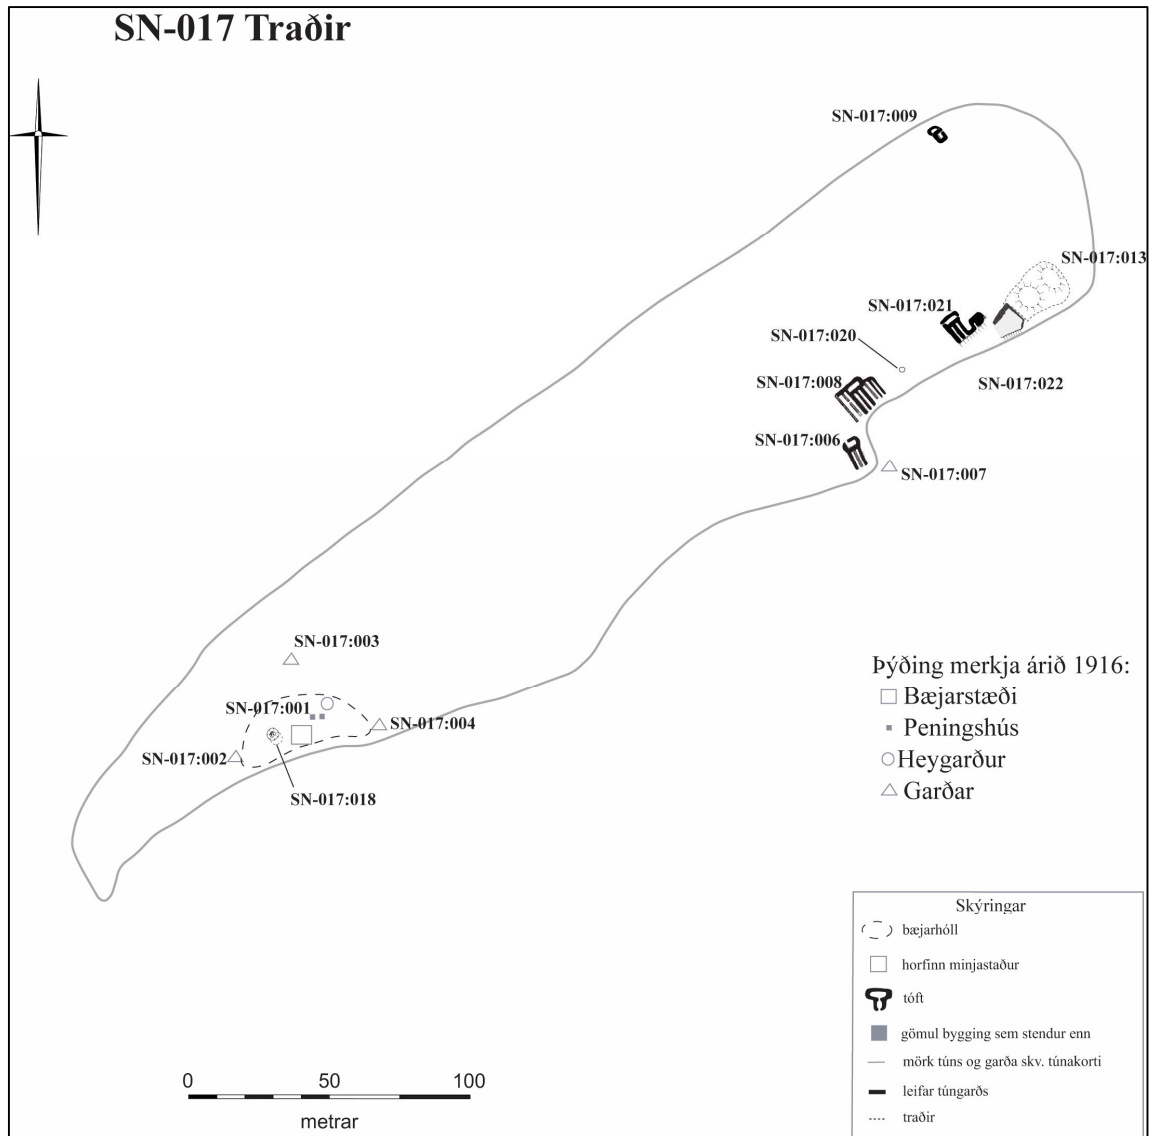 SN-017 Traðir
SN-017:009
SN-017:013
SN-017:021
SN-017:020
SN-017:008
SN-017:022
SN-017:006
SN-017:007
SN-017:003
SN-017:001
SN-017:004
SN-017:002
SN-017:018
Þýðing merkja árið 1916:
Bæjarstæði
Peningshús
Heygarður
Garðar
Skýringar
bæjarhóll
horfinn minjastaður
tóft
gömul bygging sem stendur enn
mörk túns og garða skv. túnakorti
leifar túngarðs
traðir
0 50 100
metrar